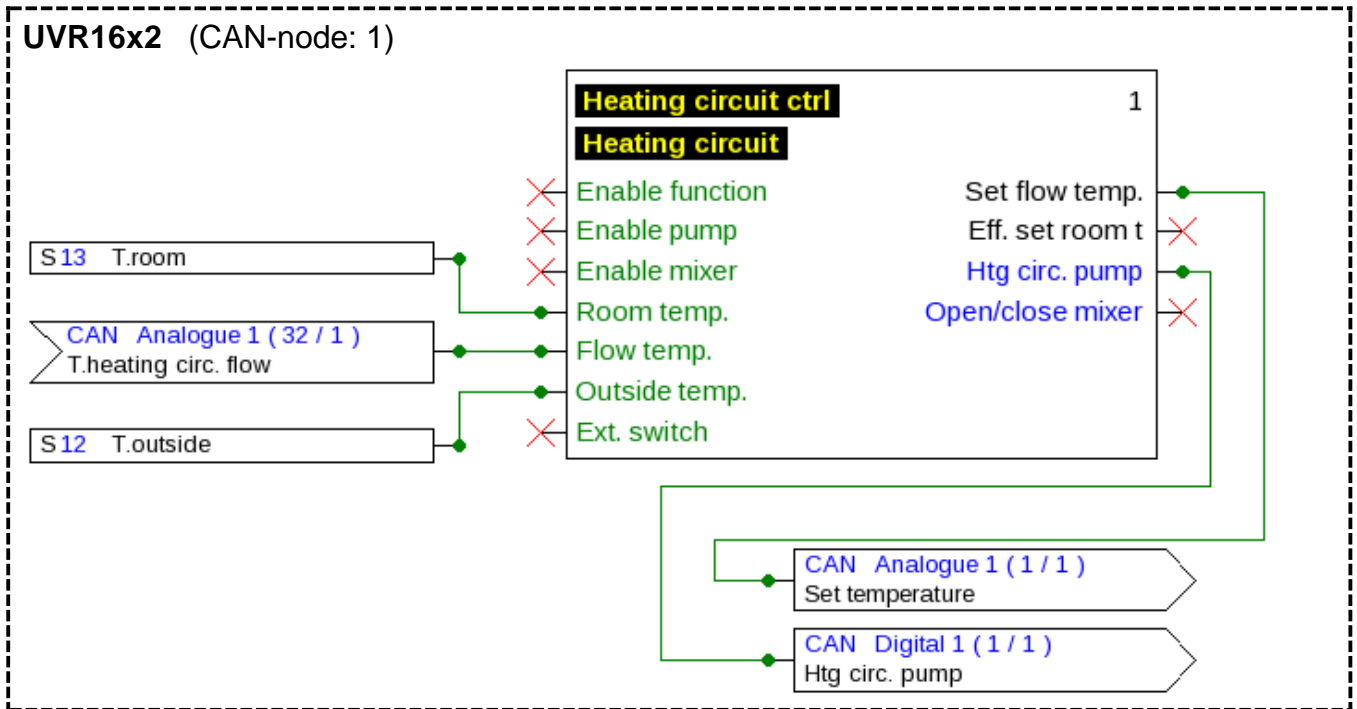 UVR16x2 (CAN-node: 1)
Heating circuit ctrl 1
Heating circuit
Enable function
Enable pump
Enable mixer
Room temp.
Flow temp.
Outside temp.
Ext. switch
Set flow temp.
Eff. set room t
Htg circ. pump
Open/close mixer
S13 T.room
CAN Analogue 1 ( 32 / 1 )
T.heating circ. flow
S12 T.outside
CAN Analogue 1 ( 1 / 1 )
Set temperature
CAN Digital 1 ( 1 / 1 )
Htg circ. pump